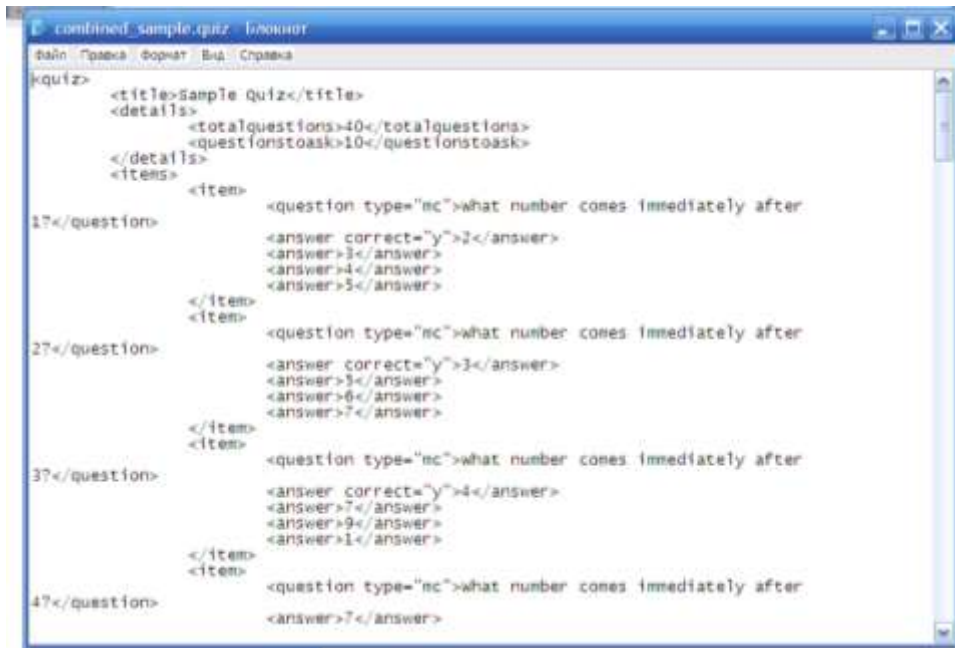 combined_sample.quiz - Блокнот
Файл Правка Формат Вид Справка
<quiz>
<title>Sample Quiz</title>
<details>
<totalquestions>40</totalquestions>
<questionstoask>10</questionstoask>
</details>
<items>
<item>
<question type="mc">What number comes immediately after
1?</question>
<answer correct="y">2</answer>
<answer>3</answer>
<answer>4</answer>
<answer>5</answer>
</item>
<item>
<question type="mc">What number comes immediately after
2?</question>
<answer correct="y">3</answer>
<answer>5</answer>
<answer>6</answer>
<answer>7</answer>
</item>
<item>
<question type="mc">What number comes immediately after
3?</question>
<answer correct="y">4</answer>
<answer>7</answer>
<answer>9</answer>
<answer>1</answer>
</item>
<item>
<question type="mc">What number comes immediately after
4?</question>
<answer>7</answer>